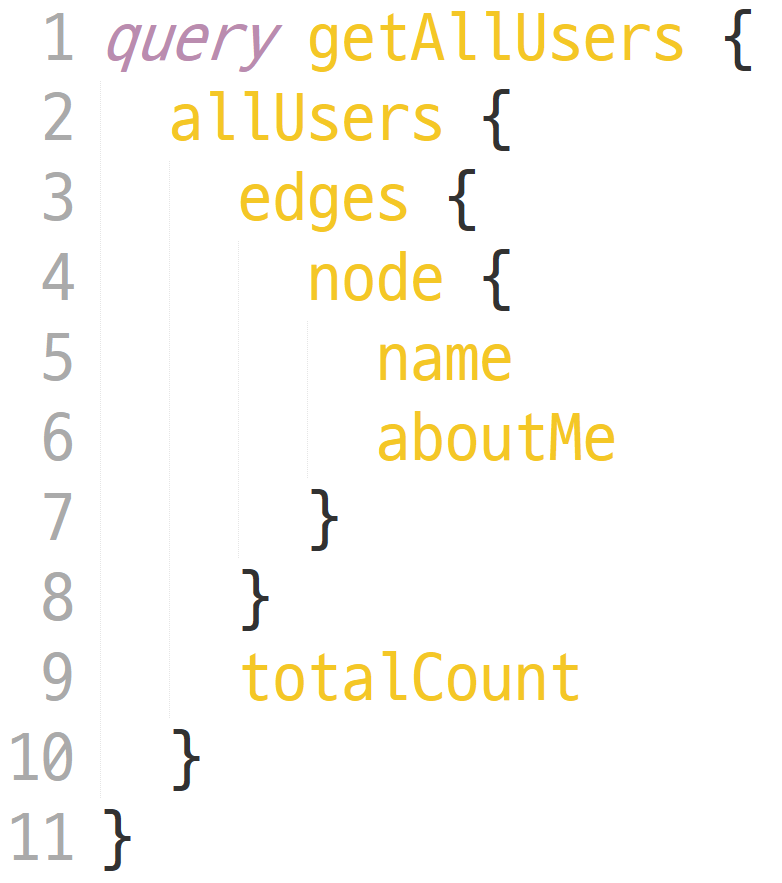 1 query getAllUsers {
2   allUsers {
3     edges {
4       node {
5         name
6         aboutMe
7       }
8     }
9     totalCount
10   }
11 }